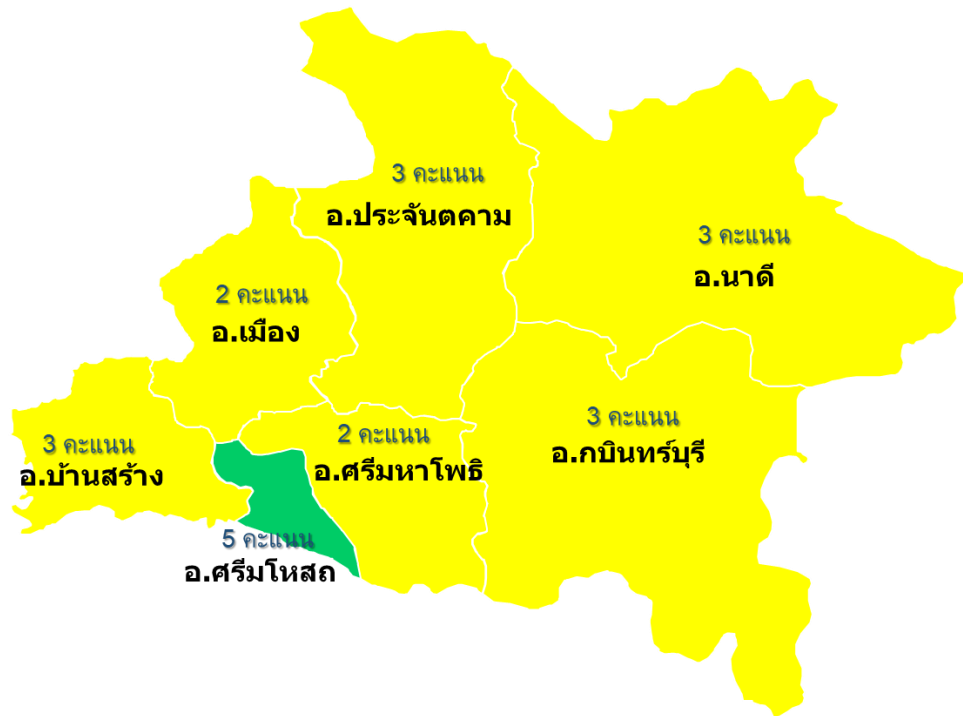 3 คะแนน
อ.ประจันตคาม
3 คะแนน
อ.นาดี
2 คะแนน
อ.เมือง
3 คะแนน
อ.กบินทร์บุรี
2 คะแนน
อ.ศรีมหาโพธิ
3 คะแนน
อ.บ้านสร้าง
5 คะแนน
อ.ศรีมโหสถ